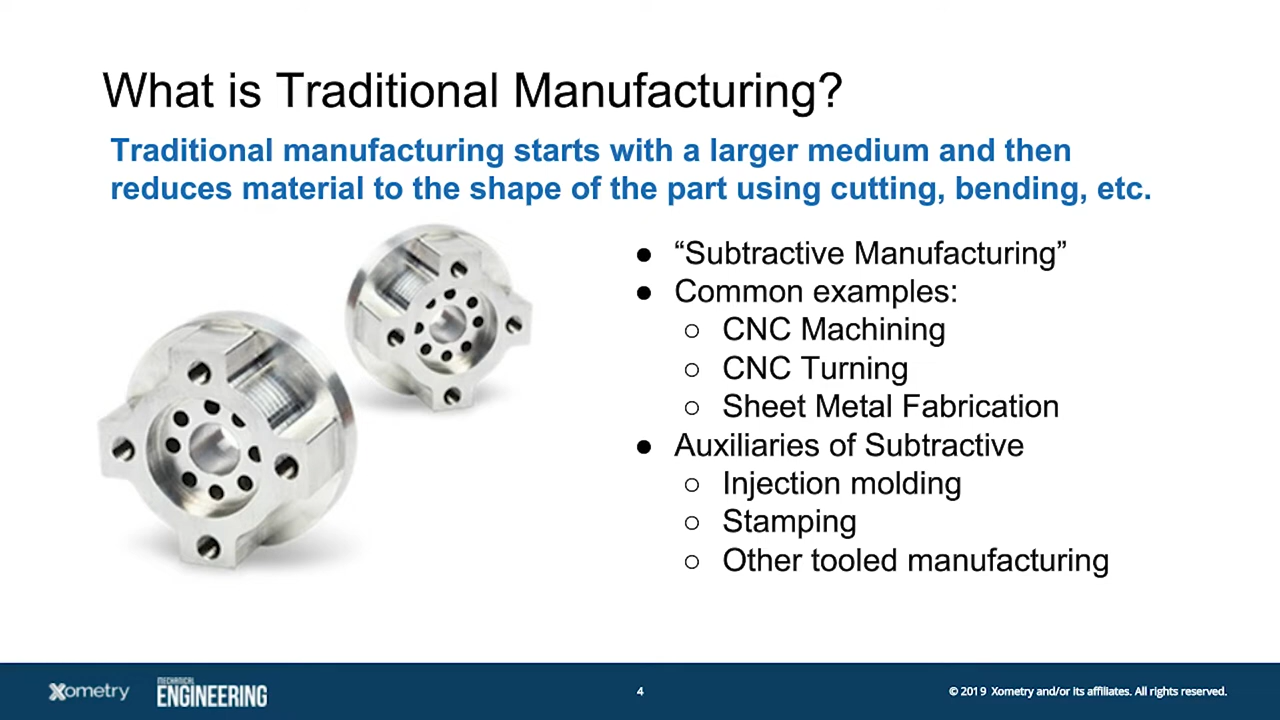 What is Traditional Manufacturing?
Traditional manufacturing starts with a larger medium and then
reduces material to the shape of the part using cutting, bending, etc.
● “Subtractive Manufacturing”
● Common examples:
○ CNC Machining
○ CNC Turning
○ Sheet Metal Fabrication
● Auxiliaries of Subtractive
○ Injection molding
○ Stamping
○ Other tooled manufacturing
Xometry
MECHANICAL
ENGINEERING
4
© 2019 Xometry and/or its affiliates. All rights reserved.